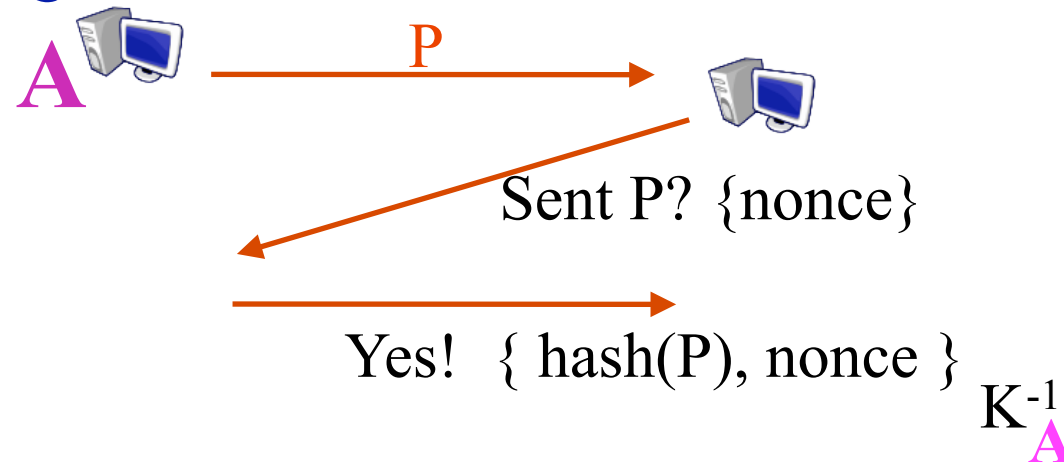 A
P
Sent P? {nonce}
Yes! { hash(P), nonce }
K⁻¹
A